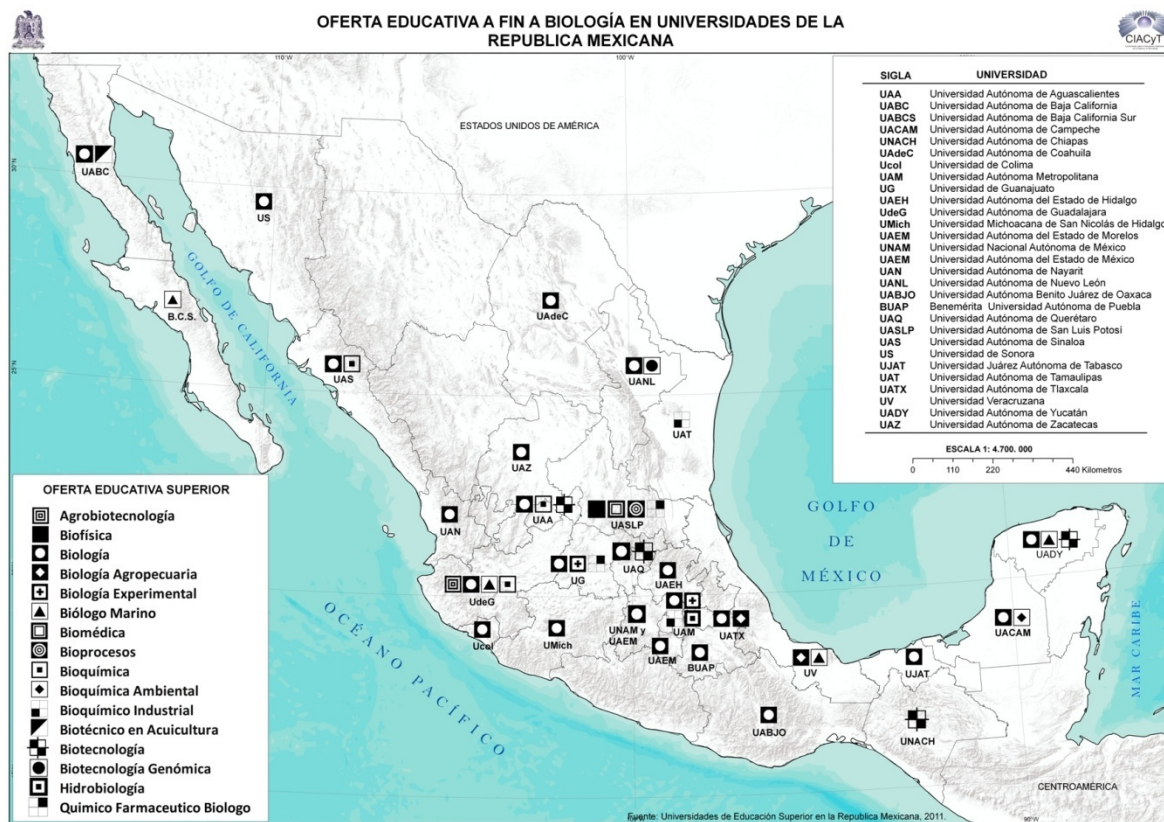 OFERTA EDUCATIVA A FIN A BIOLOGÍA EN UNIVERSIDADES DE LA
REPUBLICA MEXICANA
CIACyT
110°W
100°W
ESTADOS UNIDOS DE AMÉRICA
30°N
25°N
UABC
US
GOLFO DE CALIFORNIA
B.C.S.
UAdeC
UAS
UANL
UAT
UAZ
UAN
UAA
UASLP
UAQ
UG
UAEH
UdeG
Ucol
UMich
UNAM y
UAEM
UAM
UATX
UAEM
BUAP
UV
UJAT
UABJO
UNACH
UACAM
UADY
GOLFO
DE
MÉXICO
OCÉANO PACÍFICO
MAR CARIBE
CENTROAMÉRICA
SIGLA UNIVERSIDAD
UAA Universidad Autónoma de Aguascalientes
UABC Universidad Autónoma de Baja California
UABCS Universidad Autónoma de Baja California Sur
UACAM Universidad Autónoma de Campeche
UNACH Universidad Autónoma de Chiapas
UAdeC Universidad Autónoma de Coahuila
Ucol Universidad de Colima
UAM Universidad Autónoma Metropolitana
UG Universidad de Guanajuato
UAEH Universidad Autónoma del Estado de Hidalgo
UdeG Universidad Autónoma de Guadalajara
UMich Universidad Michoacana de San Nicolás de Hidalgo
UAEM Universidad Autónoma del Estado de Morelos
UNAM Universidad Nacional Autónoma de México
UAEM Universidad Autónoma del Estado de México
UAN Universidad Autónoma de Nayarit
UANL Universidad Autónoma de Nuevo León
UABJO Universidad Autónoma Benito Juárez de Oaxaca
BUAP Benemérita Universidad Autónoma de Puebla
UAQ Universidad Autónoma de Querétaro
UASLP Universidad Autónoma de San Luis Potosí
UAS Universidad Autónoma de Sinaloa
US Universidad de Sonora
UJAT Universidad Juárez Autónoma de Tabasco
UAT Universidad Autónoma de Tamaulipas
UATX Universidad Autónoma de Tlaxcala
UV Universidad Veracruzana
UADY Universidad Autónoma de Yucatán
UAZ Universidad Autónoma de Zacatecas
ESCALA 1: 4.700. 000
0 110 220 440 Kilometros
OFERTA EDUCATIVA SUPERIOR
Agrobiotecnología
Biofísica
Biología
Biología Agropecuaria
Biología Experimental
Biólogo Marino
Biomédica
Bioprocesos
Bioquímica
Bioquímica Ambiental
Bioquímico Industrial
Biotécnico en Acuicultura
Biotecnología
Biotecnología Genómica
Hidrobiología
Quimico Farmaceutico Biologo
Fuente: Universidades de Educación Superior en la Republica Mexicana, 2011.
90°W